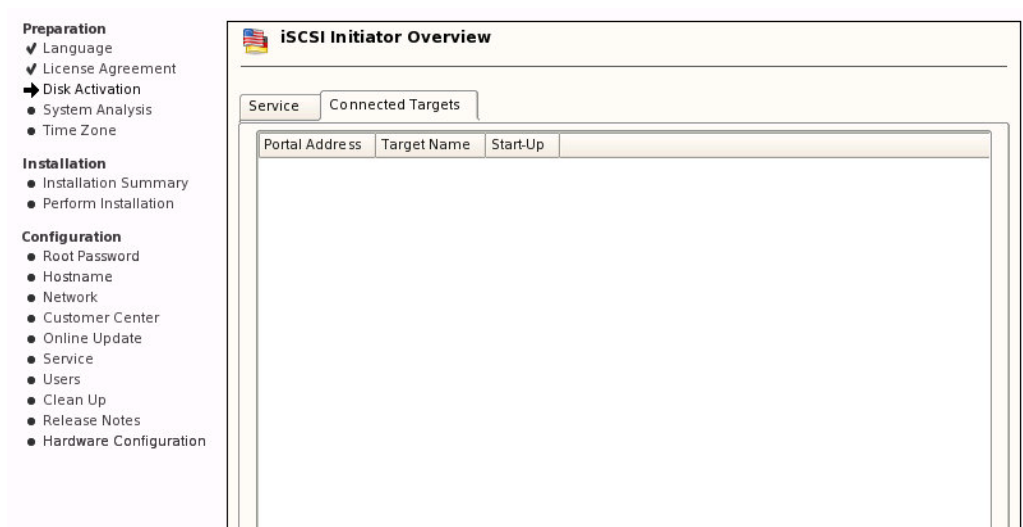 Preparation
Language
License Agreement
Disk Activation
System Analysis
Time Zone
Installation
Installation Summary
Perform Installation
Configuration
Root Password
Hostname
Network
Customer Center
Online Update
Service
Users
Clean Up
Release Notes
Hardware Configuration
iSCSI Initiator Overview
Service Connected Targets
Portal Address Target Name Start-Up